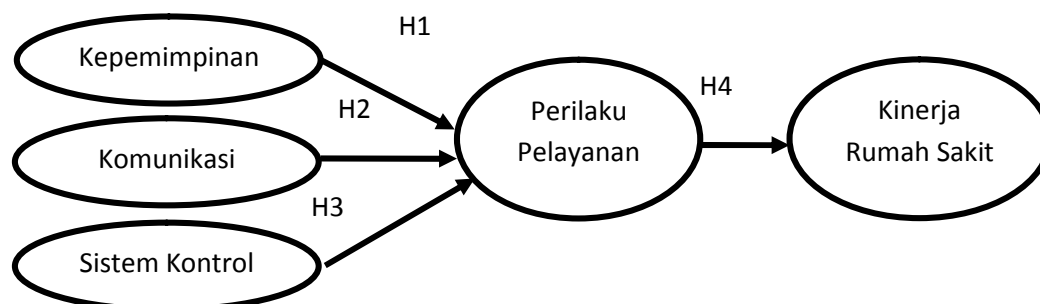 H1
Kepemimpinan
H2
Komunikasi
H3
Sistem Kontrol
Perilaku
Pelayanan
H4
Kinerja
Rumah Sakit